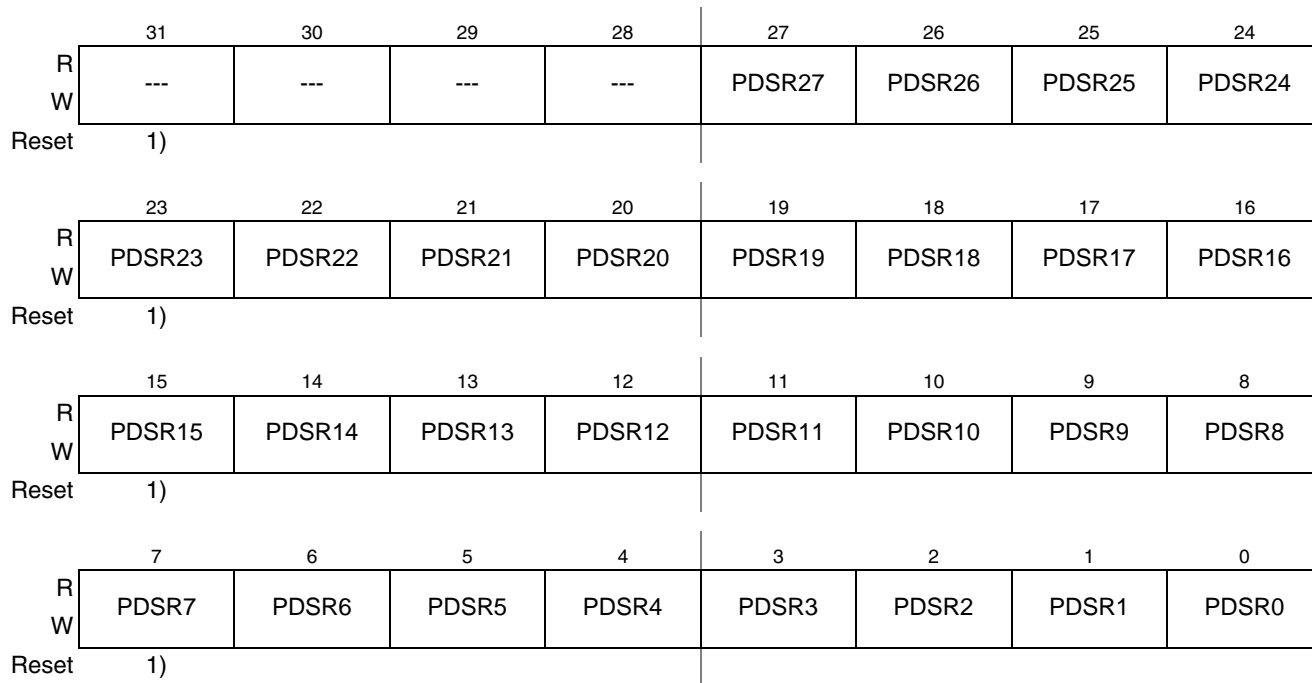 31 30 29 28 27 26 25 24
R
--- --- --- --- PDSR27 PDSR26 PDSR25 PDSR24
W
Reset 1)
23 22 21 20 19 18 17 16
R
PDSR23 PDSR22 PDSR21 PDSR20 PDSR19 PDSR18 PDSR17 PDSR16
W
Reset 1)
15 14 13 12 11 10 9 8
R
PDSR15 PDSR14 PDSR13 PDSR12 PDSR11 PDSR10 PDSR9 PDSR8
W
Reset 1)
7 6 5 4 3 2 1 0
R
PDSR7 PDSR6 PDSR5 PDSR4 PDSR3 PDSR2 PDSR1 PDSR0
W
Reset 1)